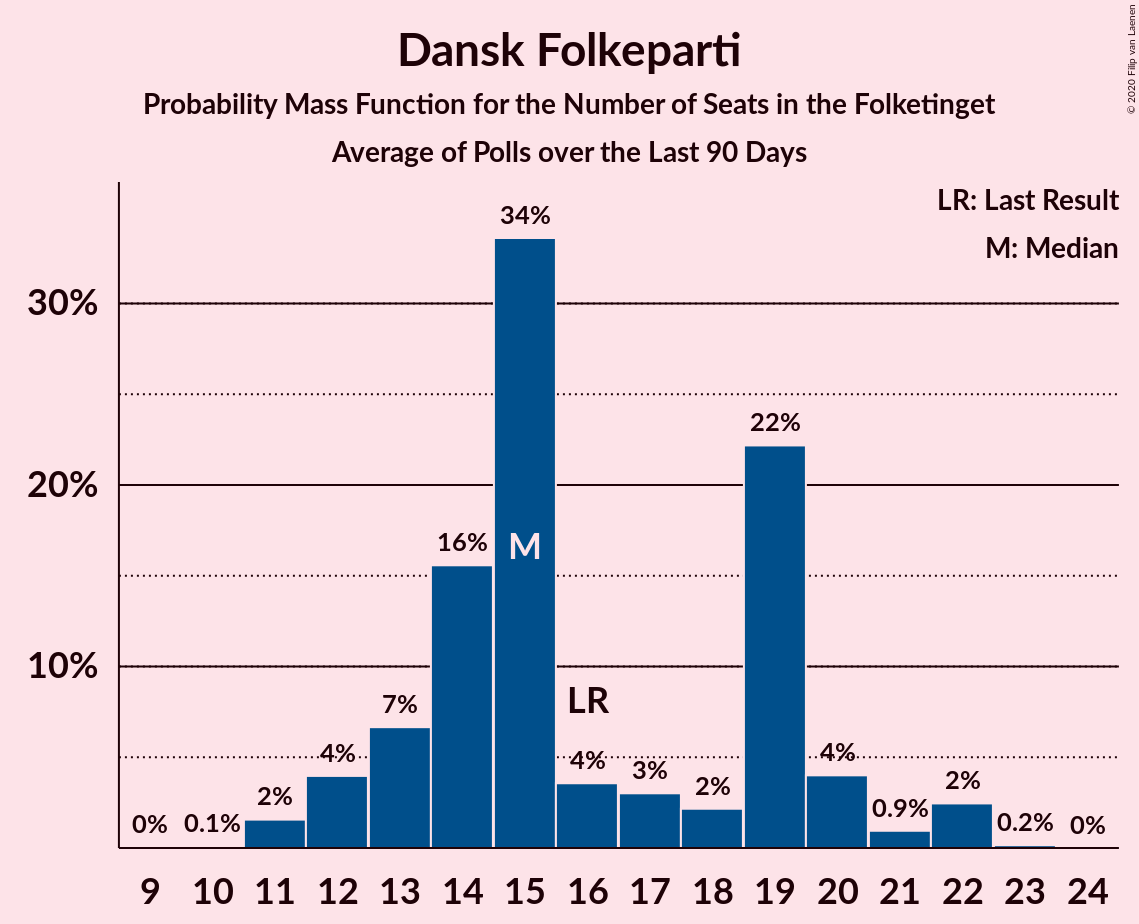 Dansk Folkeparti
Probability Mass Function for the Number of Seats in the Folketinget
Average of Polls over the Last 90 Days
© 2020 Filip van Laenen
LR: Last Result
M: Median
30%
20%
10%
0%
0.1%
2%
4%
7%
16%
34%
M
LR
4%
3%
2%
22%
4%
0.9%
2%
0.2%
0%
9 10 11 12 13 14 15 16 17 18 19 20 21 22 23 24